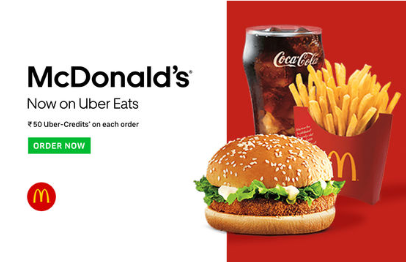 McDonald's®
Now on Uber Eats
₹50 Uber-Credits* on each order
ORDER NOW
Coca-Cola